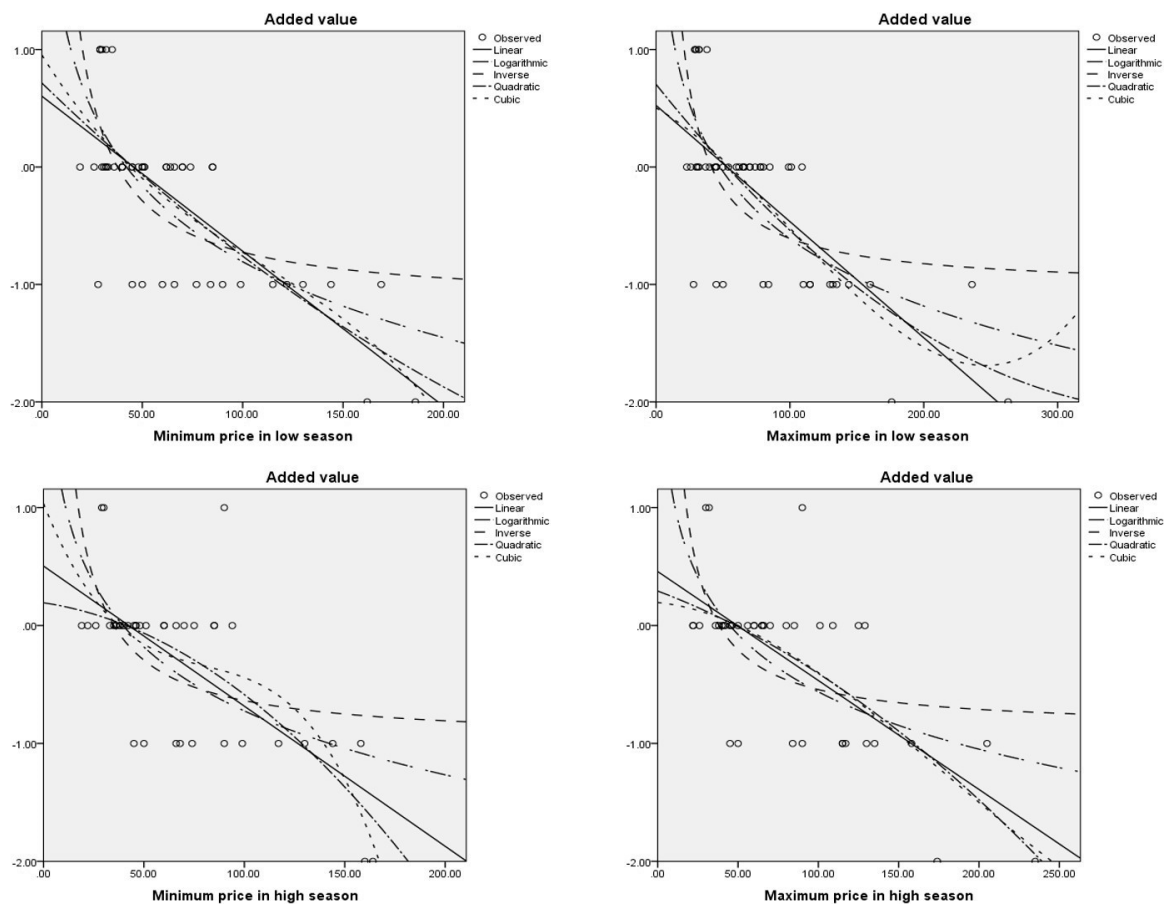 Added value
1.00
.00
-1.00
-2.00
.00
50.00
100.00
150.00
200.00
Minimum price in low season
Observed
Linear
Logarithmic
Inverse
Quadratic
Cubic
Added value
1.00
.00
-1.00
-2.00
.00
100.00
200.00
300.00
Maximum price in low season
Observed
Linear
Logarithmic
Inverse
Quadratic
Cubic
Added value
1.00
.00
-1.00
-2.00
.00
50.00
100.00
150.00
200.00
Minimum price in high season
Observed
Linear
Logarithmic
Inverse
Quadratic
Cubic
Added value
1.00
.00
-1.00
-2.00
.00
50.00
100.00
150.00
200.00
250.00
Maximum price in high season
Observed
Linear
Logarithmic
Inverse
Quadratic
Cubic